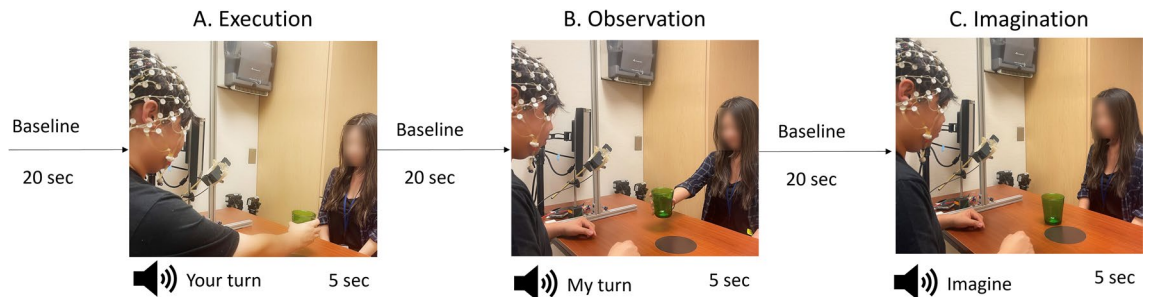 A. Execution
B. Observation
C. Imagination
Baseline
20 sec
Baseline
20 sec
Baseline
20 sec
Your turn
5 sec
My turn
5 sec
Imagine
5 sec